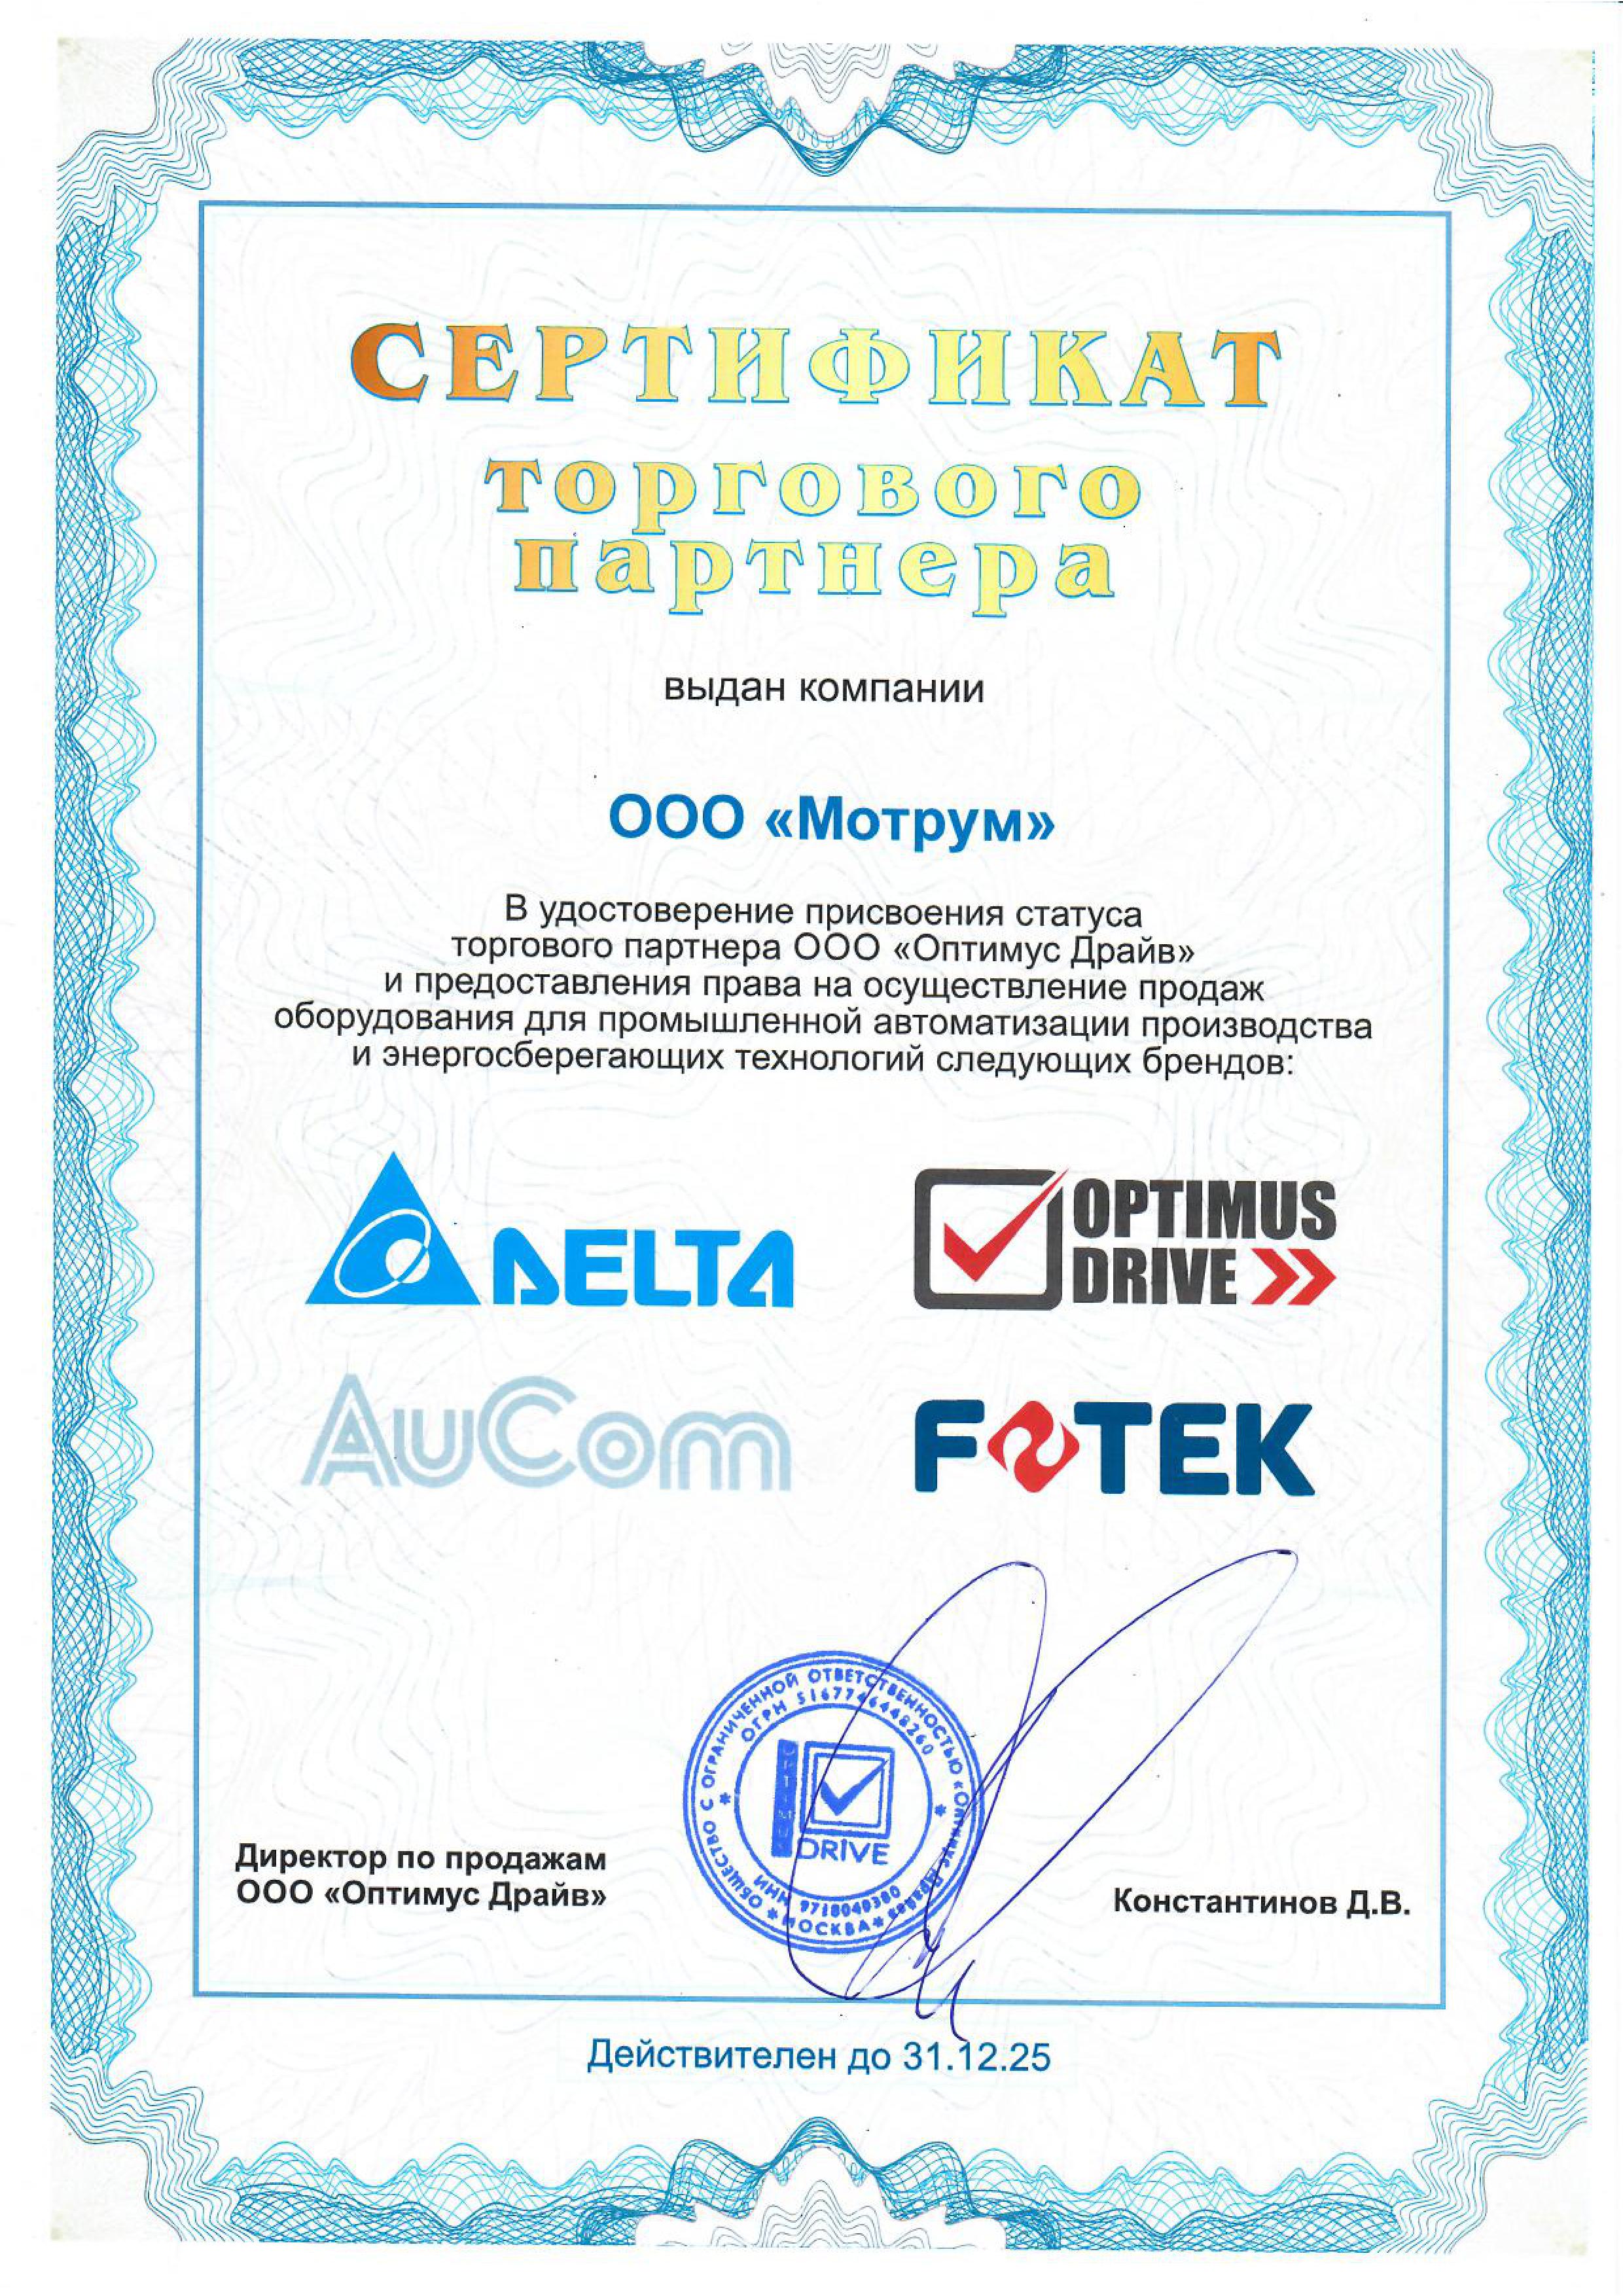 СЕРТИФИКАТ
торгового
партнера
выдан компании
ООО «Мотрум»
В удостоверение присвоения статуса
торгового партнера ООО «Оптимус Драйв»
и предоставления права на осуществление продаж
оборудования для промышленной автоматизации производства
и энергосберегающих технологий следующих брендов:
DELTA
OPTIMUS
DRIVE
AuCom
FOTEK
ОБЩЕСТВО С ОГРАНИЧЕННОЙ ОТВЕТСТВЕННОСТЬЮ «Оптимус Драйв»
ОГРН 5167746448260
DRIVE
ИНН 9718040380
МОСКВА
Директор по продажам
ООО «Оптимус Драйв»
Константинов Д.В.
Действителен до 31.12.25